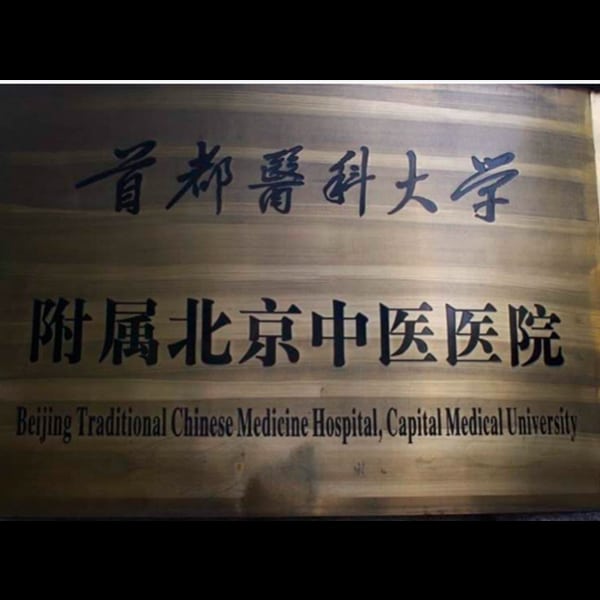 首都醫科大学
附属北京中医医院
Beijing Traditional Chinese Medicine Hospital, Capital Medical University